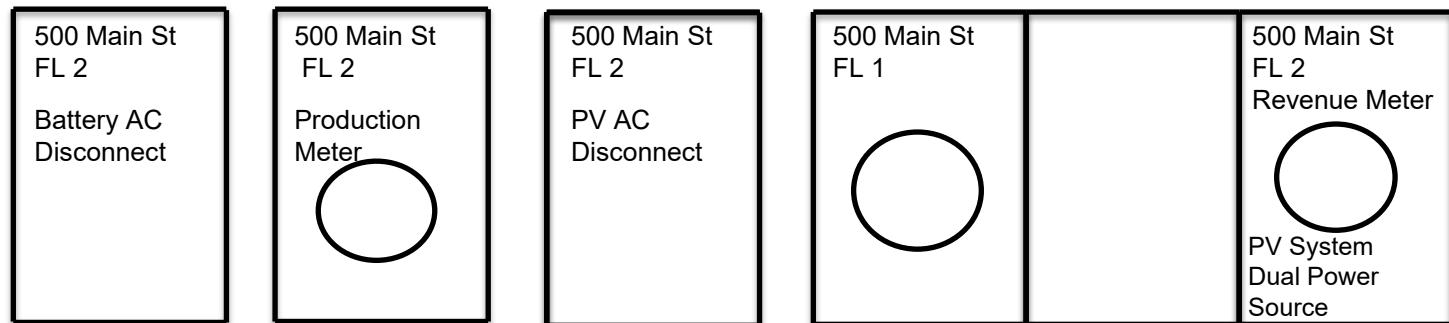 500 Main St
FL 2
Battery AC
Disconnect
500 Main St
FL 2
Production
Meter
500 Main St
FL 2
PV AC
Disconnect
500 Main St
FL 1
500 Main St
FL 2
Revenue Meter
PV System
Dual Power
Source